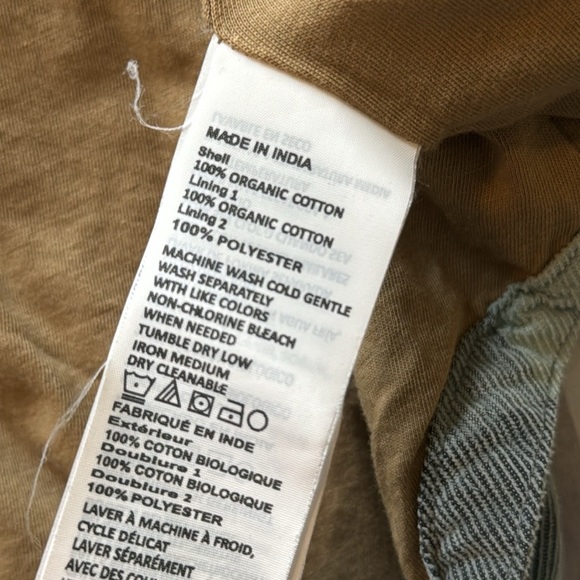 MADE IN INDIA
Shell
100% ORGANIC COTTON
Lining 1
100% ORGANIC COTTON
Lining 2
100% POLYESTER
MACHINE WASH COLD GENTLE
WASH SEPARATELY
WITH LIKE COLORS
NON-CHLORINE BLEACH
WHEN NEEDED
TUMBLE DRY LOW
IRON MEDIUM
DRY CLEANABLE
FABRIQUÉ EN INDE
Extérieur
100% COTON BIOLOGIQUE
Doublure 1
100% COTON BIOLOGIQUE
Doublure 2
100% POLYESTER
LAVER À MACHINE À FROID,
CYCLE DÉLICAT
LAVER SÉPARÉMENT
AVEC DES